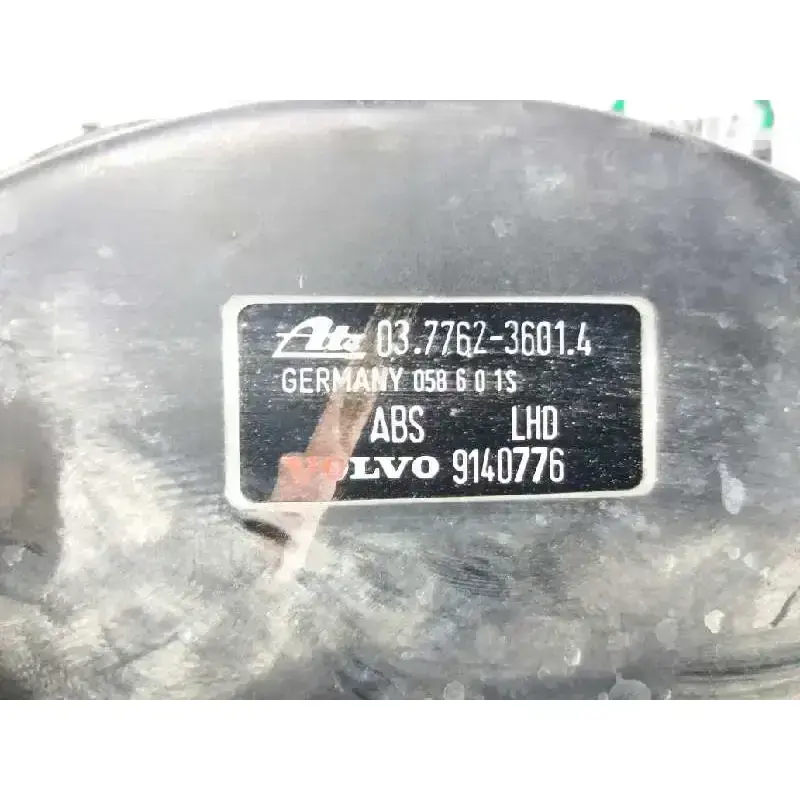 Ate 03.7762-3601.4
GERMANY 058 6 0 1S
ABS LHD
VOLVO 9140776